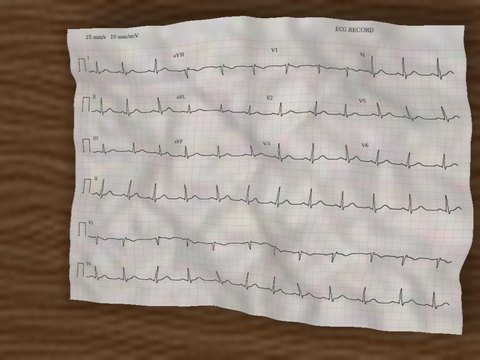 ECG RECORD
25 mm/s 10 mm/mV
I aVR V1 V4
II aVL V2 V5
III aVF V3 V6
II
V1
V5